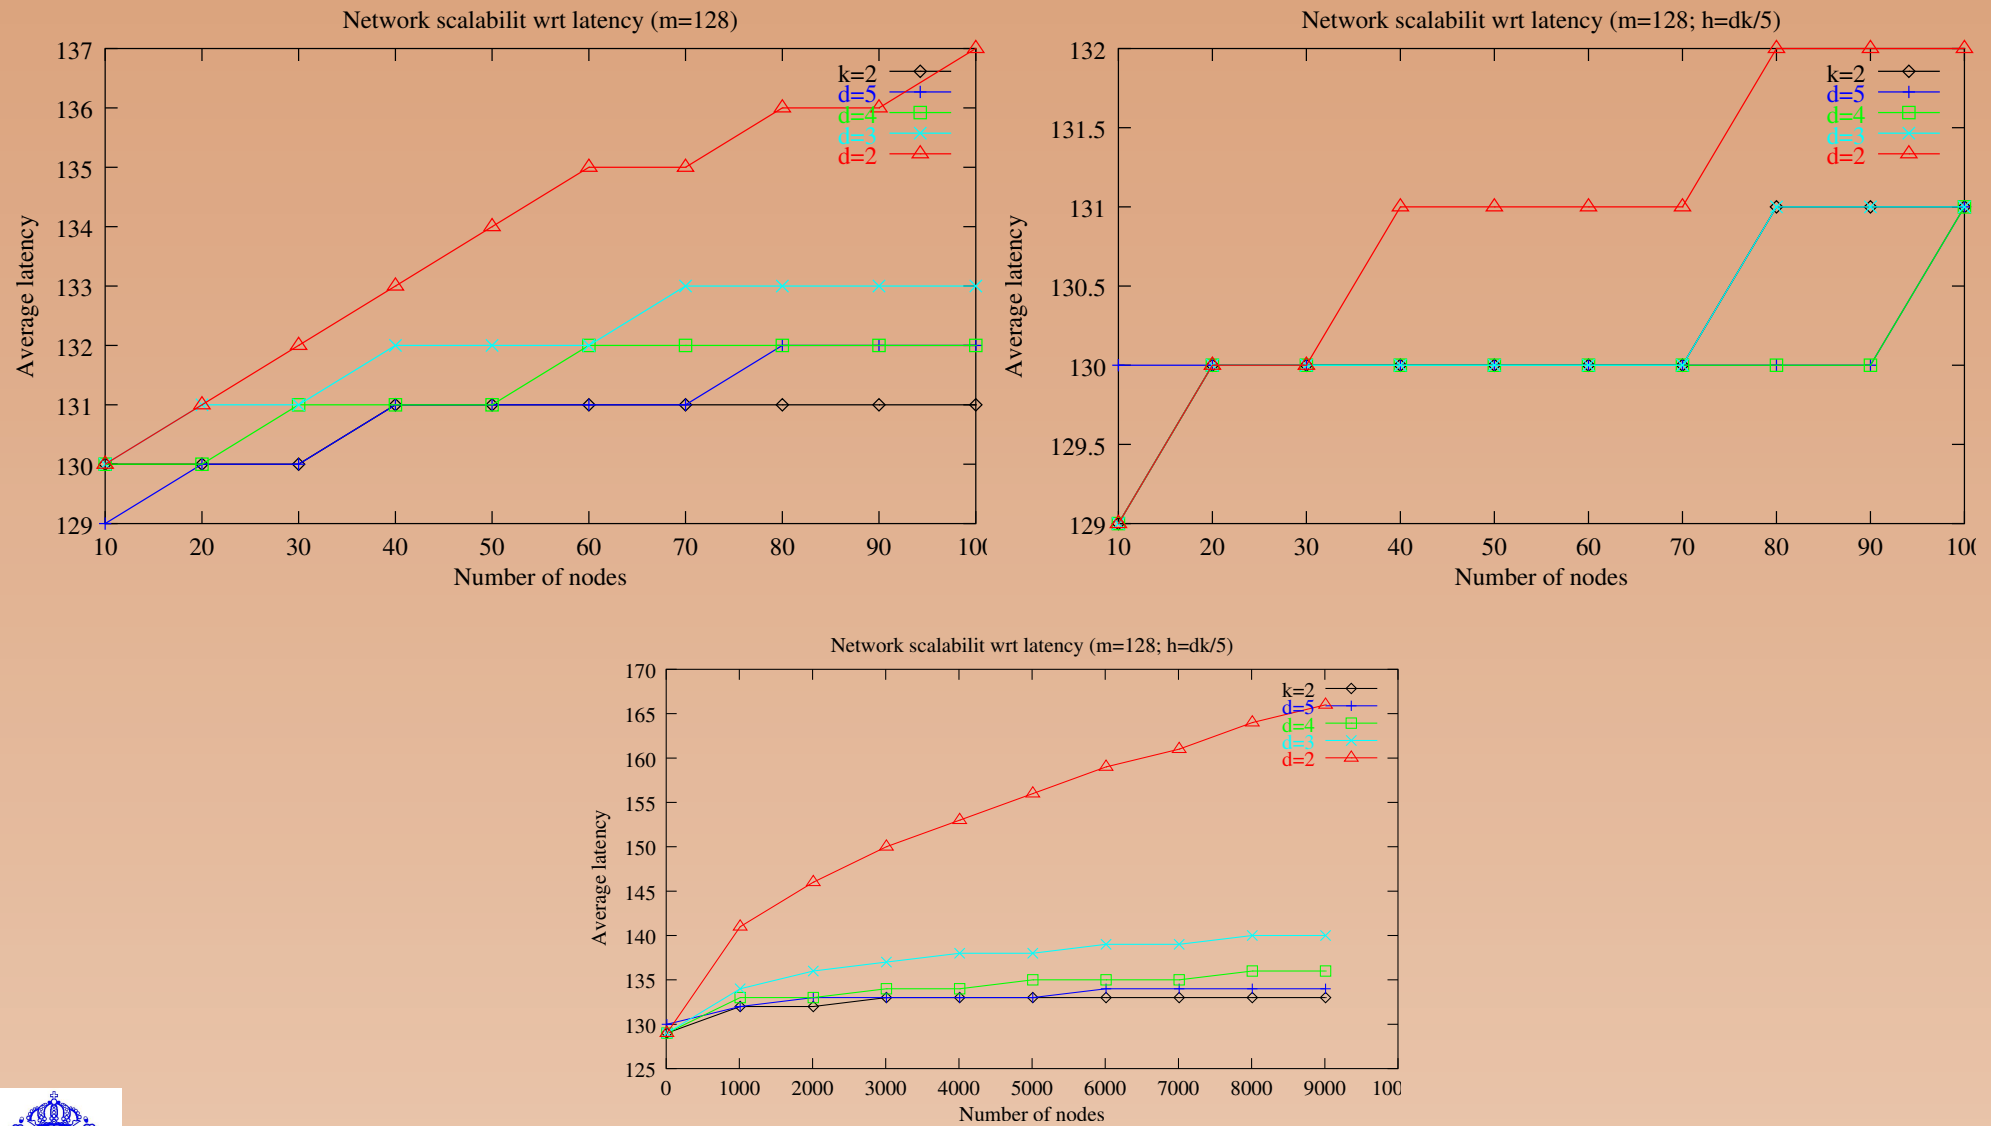 Network scalabilit wrt latency (m=128)
137
136
135
134
133
132
131
130
129
Average latency
k=2
d=5
d=4
d=3
d=2
10 20 30 40 50 60 70 80 90 100
Number of nodes
Network scalabilit wrt latency (m=128; h=dk/5)
132
131.5
131
130.5
130
129.5
129
Average latency
k=2
d=5
d=4
d=3
d=2
10 20 30 40 50 60 70 80 90 100
Number of nodes
Network scalabilit wrt latency (m=128; h=dk/5)
170
165
160
155
150
145
140
135
130
125
Average latency
k=2
d=5
d=4
d=3
d=2
0 1000 2000 3000 4000 5000 6000 7000 8000 9000 100
Number of nodes